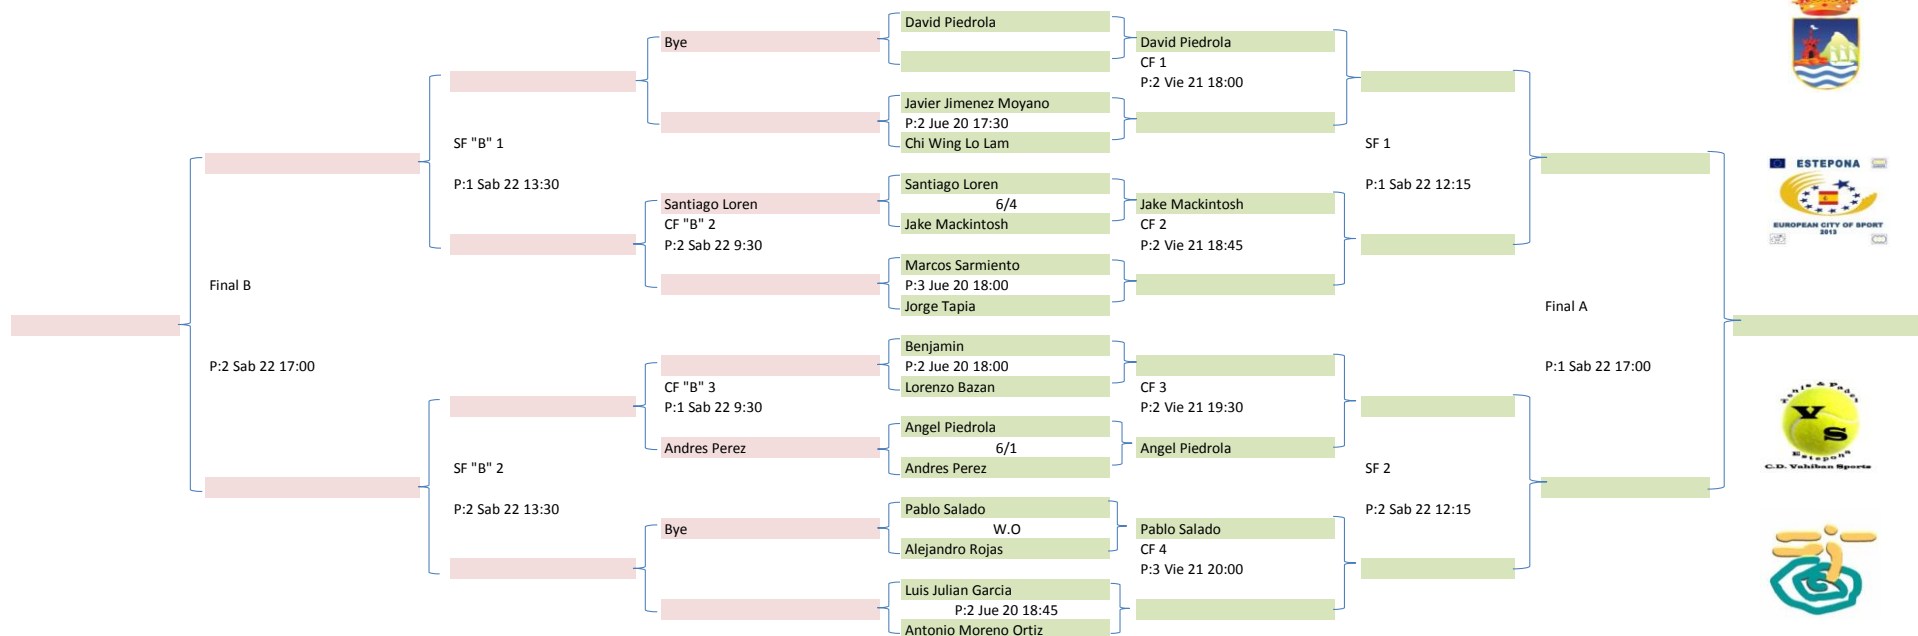 David Piedrola
Bye
David Piedrola
CF 1
P:2 Vie 21 18:00
Javier Jimenez Moyano
P:2 Jue 20 17:30
Chi Wing Lo Lam
SF "B" 1
SF 1
P:1 Sab 22 13:30
Santiago Loren
P:1 Sab 22 12:15
Santiago Loren
6/4
Jake Mackintosh
CF "B" 2
Jake Mackintosh
CF 2
P:2 Sab 22 9:30
P:2 Vie 21 18:45
Marcos Sarmiento
P:3 Jue 20 18:00
Jorge Tapia
Final B
Final A
Benjamin
P:2 Sab 22 17:00
P:2 Jue 20 18:00
P:1 Sab 22 17:00
CF "B" 3
Lorenzo Bazan
CF 3
P:1 Sab 22 9:30
P:2 Vie 21 19:30
Angel Piedrola
Andres Perez
6/1
Angel Piedrola
SF "B" 2
Andres Perez
SF 2
P:2 Sab 22 13:30
Pablo Salado
P:2 Sab 22 12:15
Bye
W.O
Pablo Salado
Alejandro Rojas
CF 4
P:3 Vie 21 20:00
Luis Julian Garcia
P:2 Jue 20 18:45
Antonio Moreno Ortiz
ESTEPONA
EUROPEAN CITY OF SPORT
2013
Tenis & Padel
V
S
Estepona
C.D. Vahiban Sports